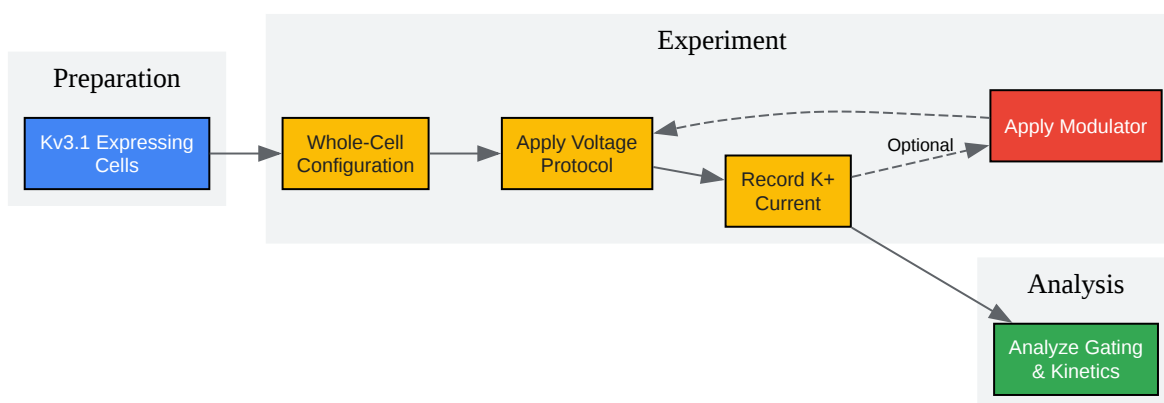 Preparation
Kv3.1 Expressing
Cells
Experiment
Whole-Cell
Configuration
Apply Voltage
Protocol
Record K+
Current
Optional
Apply Modulator
Analysis
Analyze Gating
& Kinetics